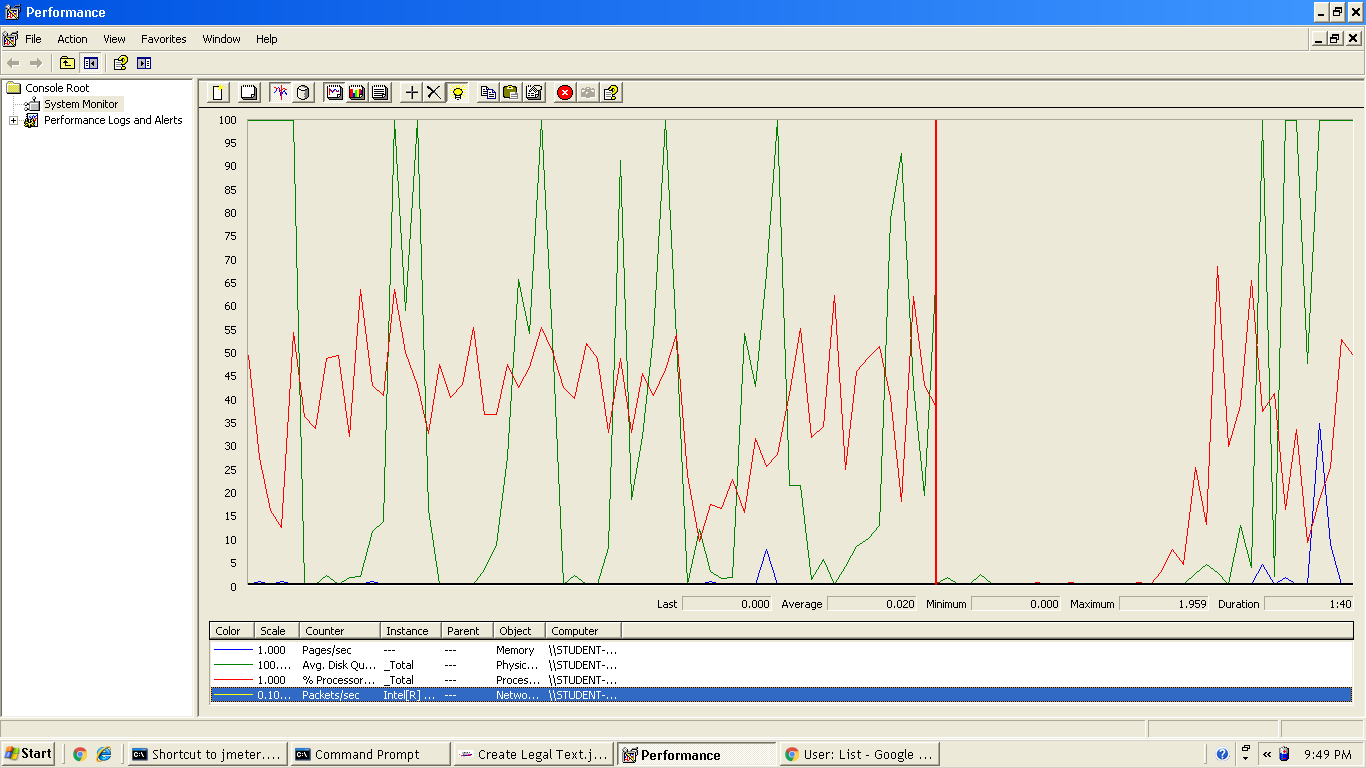 Performance
File Action View Favorites Window Help
Console Root
System Monitor
Performance Logs and Alerts
100
95
90
85
80
75
70
65
60
55
50
45
40
35
30
25
20
15
10
5
0
Last 0.000 Average 0.020 Minimum 0.000 Maximum 1.959 Duration 1:40
Color Scale Counter Instance Parent Object Computer
1.000 Pages/sec --- --- Memory \\STUDENT-...
100.... Avg. Disk Qu... _Total --- Physic... \\STUDENT-...
1.000 % Processor... _Total --- Proces... \\STUDENT-...
0.10... Packets/sec Intel[R] ... --- Netwo... \\STUDENT-...
Start Shortcut to jmeter.... Command Prompt Create Legal Text.j... Performance User: List - Google ... 9:49 PM